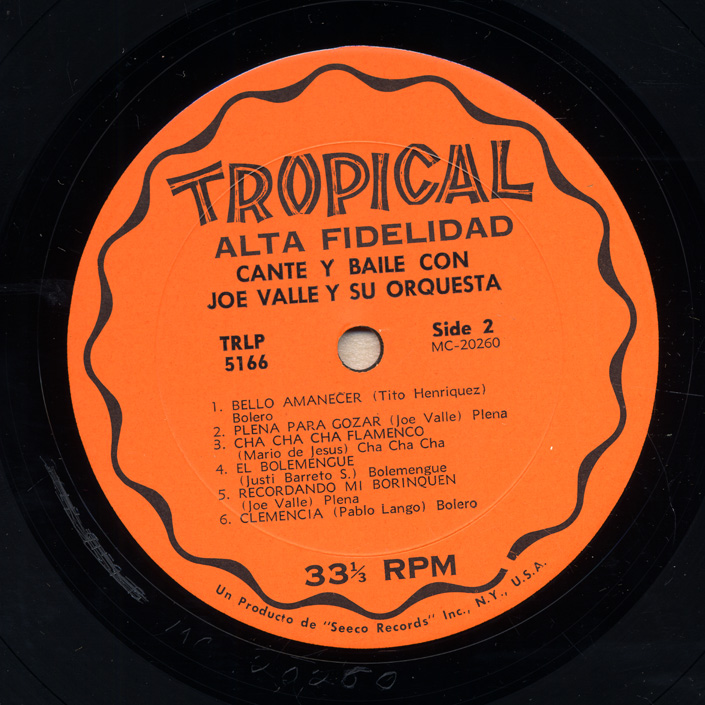 TROPICAL
ALTA FIDELIDAD
CANTE Y BAILE CON
JOE VALLE Y SU ORQUESTA
TRLP
5166
Side 2
MC-20260
1. BELLO AMANECER (Tito Henriquez)
Bolero
2. PLENA PARA GOZAR (Joe Valle) Plena
3. CHA CHA CHA FLAMENCO
(Mario de Jesus) Cha Cha Cha
4. EL BOLEMENGUE
(Justi Barreto S.) Bolemengue
5. RECORDANDO MI BORINQUEN
(Joe Valle) Plena
6. CLEMENCIA (Pablo Lango) Bolero
33⅓ RPM
Un Producto de "Seeco Records" Inc., N.Y., U.S.A.